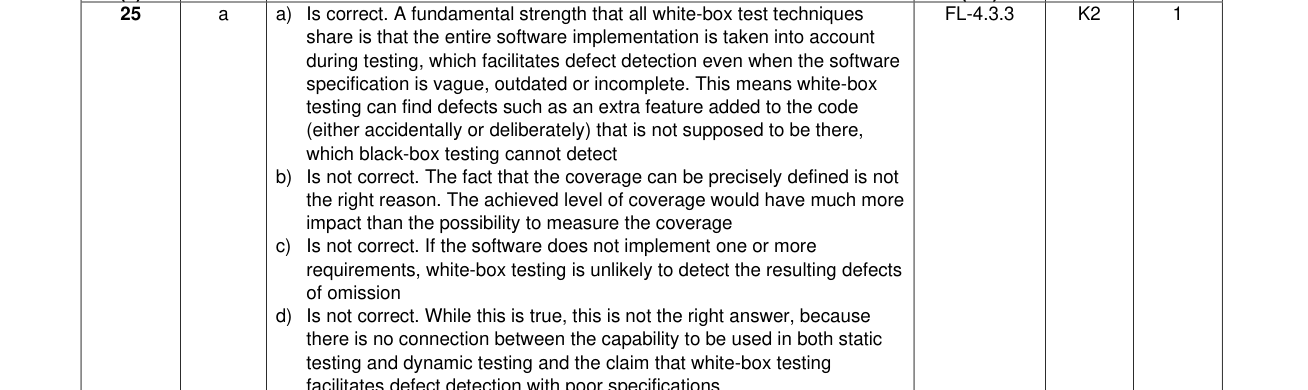 25 a a) Is correct. A fundamental strength that all white-box test techniques FL-4.3.3 K2 1
share is that the entire software implementation is taken into account
during testing, which facilitates defect detection even when the software
specification is vague, outdated or incomplete. This means white-box
testing can find defects such as an extra feature added to the code
(either accidentally or deliberately) that is not supposed to be there,
which black-box testing cannot detect
b) Is not correct. The fact that the coverage can be precisely defined is not
the right reason. The achieved level of coverage would have much more
impact than the possibility to measure the coverage
c) Is not correct. If the software does not implement one or more
requirements, white-box testing is unlikely to detect the resulting defects
of omission
d) Is not correct. While this is true, this is not the right answer, because
there is no connection between the capability to be used in both static
testing and dynamic testing and the claim that white-box testing
facilitates defect detection with poor specifications